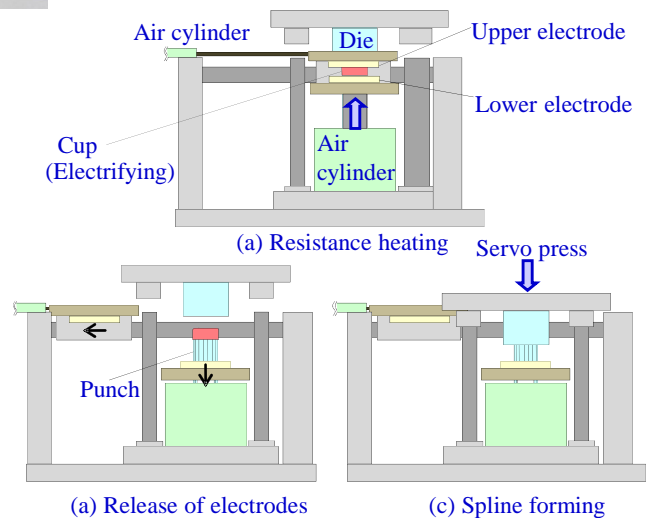 Air cylinder
Die
Upper electrode
Lower electrode
Cup
(Electrifying)
Air
cylinder
(a) Resistance heating
Servo press
Punch
(a) Release of electrodes
(c) Spline forming